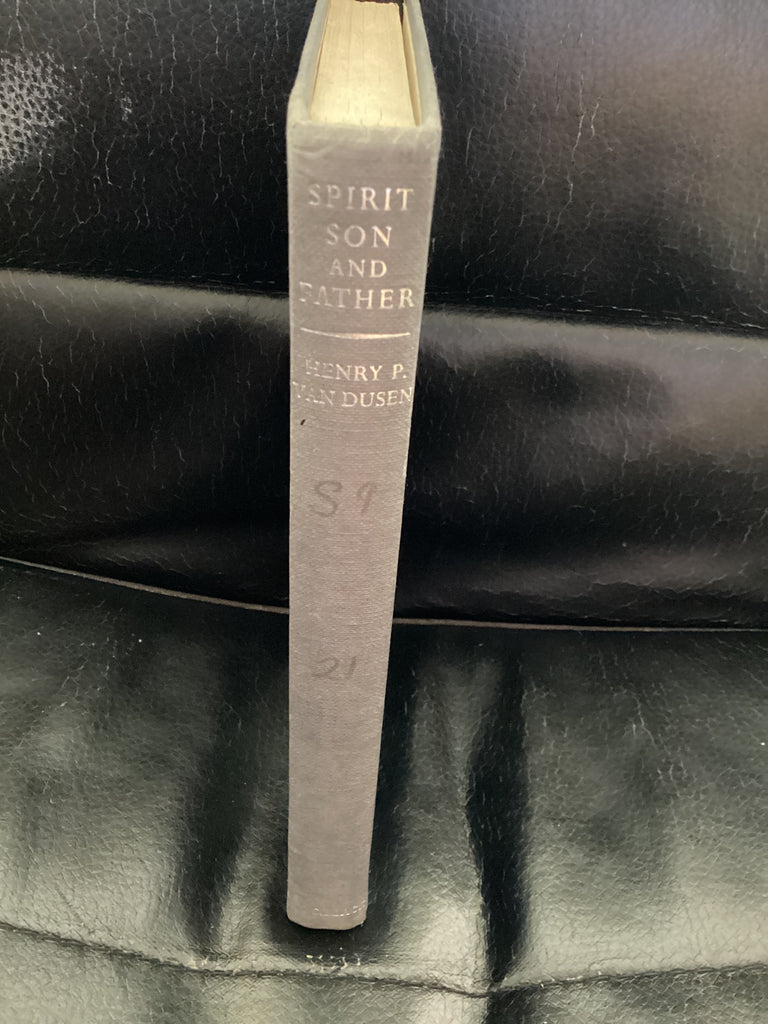 SPIRIT
SON
AND
FATHER
HENRY P.
VAN DUSEN
S9
21